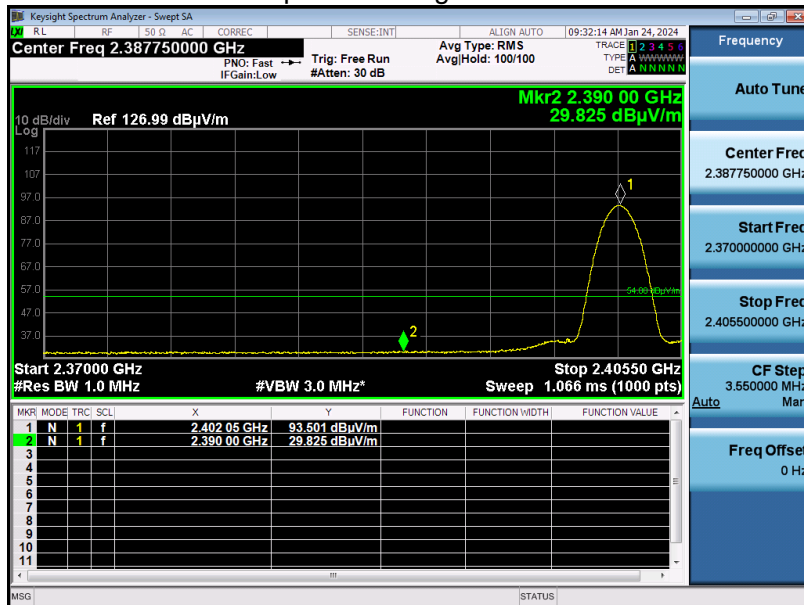 Keysight Spectrum Analyzer - Swept SA
LXI RL RF 50 Ω AC CORREC SENSE:INT ALIGN AUTO 09:32:14 AM Jan 24, 2024
Center Freq 2.387750000 GHz
PNO: Fast
IFGain:Low
Trig: Free Run
#Atten: 30 dB
Avg Type: RMS
Avg|Hold: 100/100
TRACE 1 2 3 4 5 6
TYPE A WWWWW
DET A N N N N N
Frequency
Mkr2 2.390 00 GHz
29.825 dBµV/m
10 dB/div Ref 126.99 dBµV/m
Log
117
107
97.0
87.0
77.0
67.0
57.0
47.0
37.0
1
54.00 dBµV/m
2
Start 2.37000 GHz Stop 2.40550 GHz
#Res BW 1.0 MHz #VBW 3.0 MHz* Sweep 1.066 ms (1000 pts)
MKR MODE TRC SCL X Y FUNCTION FUNCTION WIDTH FUNCTION VALUE
1 N 1 f 2.402 05 GHz 93.501 dBµV/m
2 N 1 f 2.390 00 GHz 29.825 dBµV/m
3
4
5
6
7
8
9
10
11
MSG STATUS
Auto Tune
Center Freq
2.387750000 GHz
Start Freq
2.370000000 GHz
Stop Freq
2.405500000 GHz
CF Step
3.550000 MHz
Auto Man
Freq Offset
0 Hz